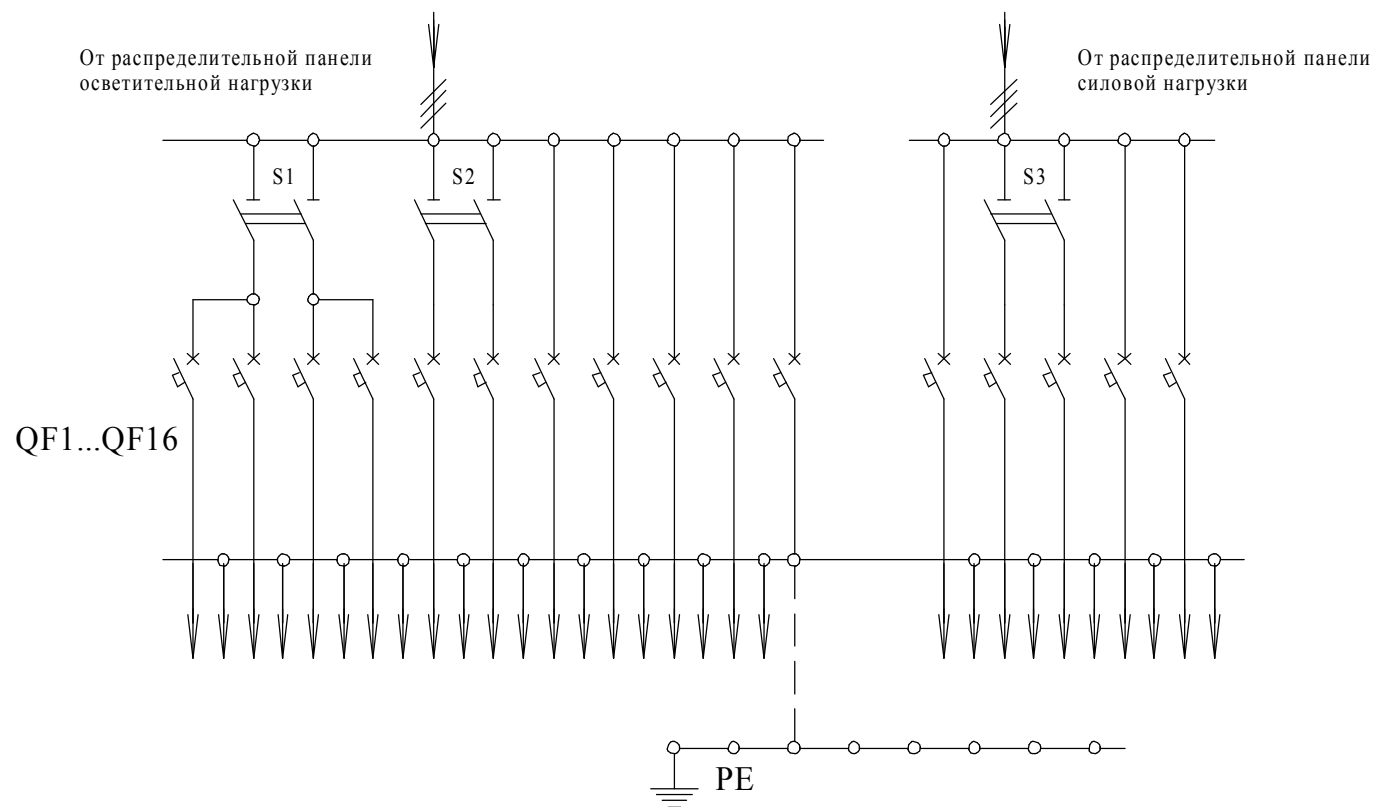 От распределительной панели
осветительной нагрузки
От распределительной панели
силовой нагрузки
S1
S2
S3
QF1...QF16
PE